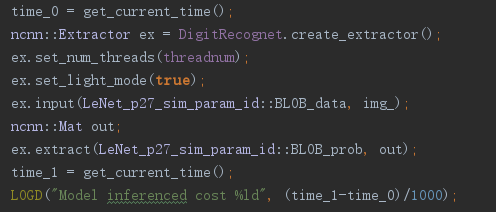 time_0 = get_current_time();
ncnn::Extractor ex = DigitRecognet.create_extractor();
ex.set_num_threads(threadnum);
ex.set_light_mode(true);
ex.input(LeNet_p27_sim_param_id::BLOB_data, img_);
ncnn::Mat out;
ex.extract(LeNet_p27_sim_param_id::BLOB_prob, out);
time_1 = get_current_time();
LOGD("Model inferenced cost %ld", (time_1-time_0)/1000);